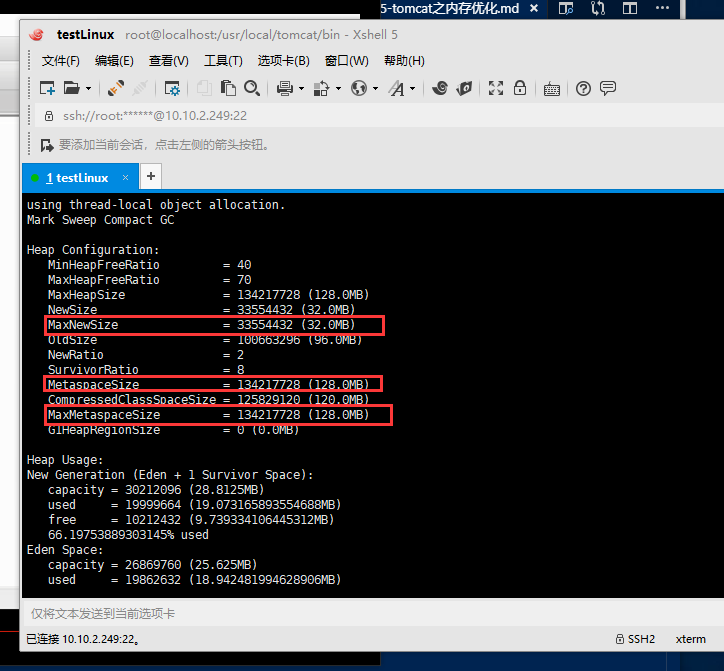 5-tomcat之内存优化.md
testLinux root@localhost:/usr/local/tomcat/bin - Xshell 5
文件(F) 编辑(E) 查看(V) 工具(T) 选项卡(B) 窗口(W) 帮助(H)
ssh://root:******@10.10.2.249:22
要添加当前会话，点击左侧的箭头按钮。
1 testLinux × +
using thread-local object allocation.
Mark Sweep Compact GC
Heap Configuration:
MinHeapFreeRatio = 40
MaxHeapFreeRatio = 70
MaxHeapSize = 134217728 (128.0MB)
NewSize = 33554432 (32.0MB)
MaxNewSize = 33554432 (32.0MB)
OldSize = 100663296 (96.0MB)
NewRatio = 2
SurvivorRatio = 8
MetaspaceSize = 134217728 (128.0MB)
CompressedClassSpaceSize = 125829120 (120.0MB)
MaxMetaspaceSize = 134217728 (128.0MB)
G1HeapRegionSize = 0 (0.0MB)
Heap Usage:
New Generation (Eden + 1 Survivor Space):
capacity = 30212096 (28.8125MB)
used = 19999664 (19.073165893554688MB)
free = 10212432 (9.739334106445312MB)
66.19753889303145% used
Eden Space:
capacity = 26869760 (25.625MB)
used = 19862632 (18.942481994628906MB)
仅将文本发送到当前选项卡
已连接 10.10.2.249:22。 SSH2 xterm